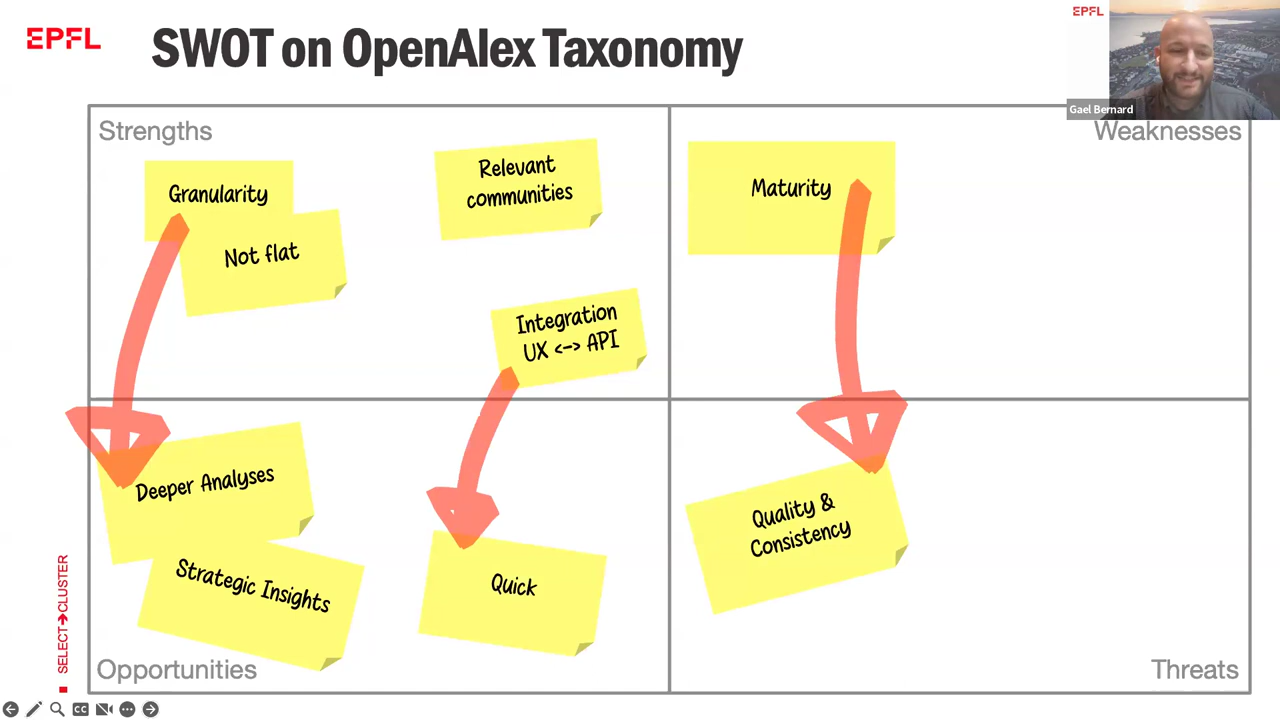 EPFL
SWOT on OpenAlex Taxonomy
EPFL
Gael Bernard
Strengths
Weaknesses
Granularity
Not flat
Relevant
communities
Integration
UX <-> API
Maturity
Deeper Analyses
Strategic Insights
Quick
Quality &
Consistency
Opportunities
Threats
SELECT→CLUSTER
CC